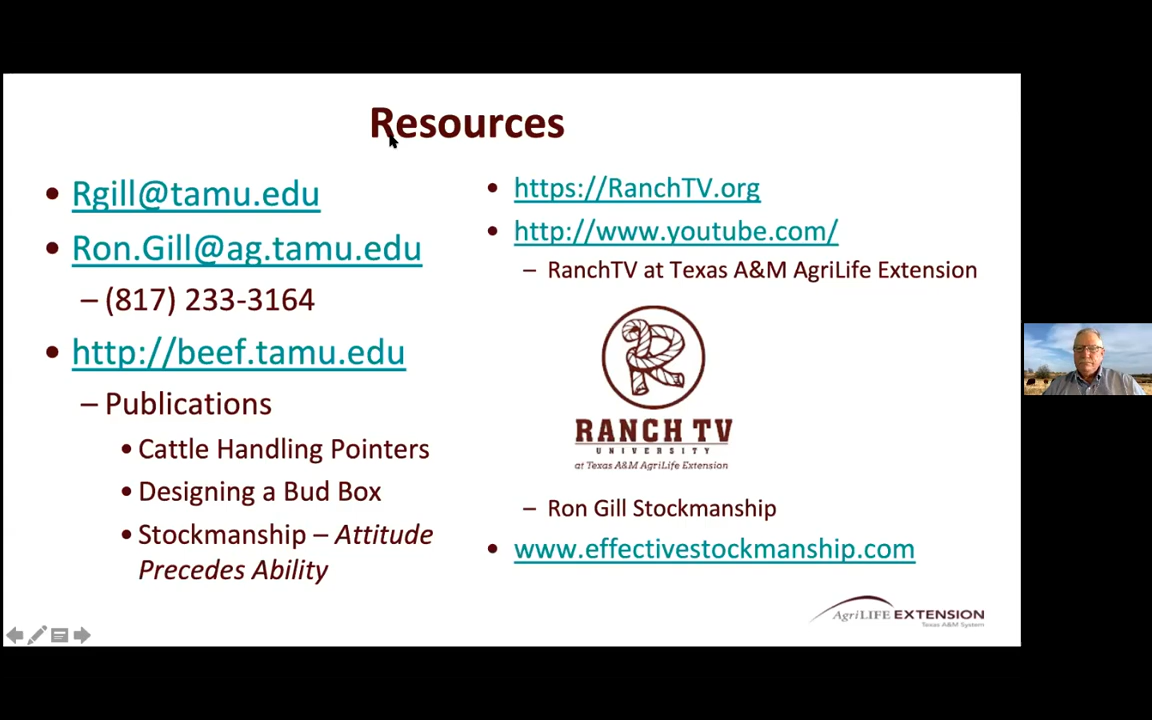 Resources
• Rgill@tamu.edu
• Ron.Gill@ag.tamu.edu
– (817) 233-3164
• http://beef.tamu.edu
– Publications
• Cattle Handling Pointers
• Designing a Bud Box
• Stockmanship – Attitude
Precedes Ability
• https://RanchTV.org
• http://www.youtube.com/
– RanchTV at Texas A&M AgriLife Extension
RANCH TV
UNIVERSITY
at Texas A&M AgriLife Extension
– Ron Gill Stockmanship
• www.effectivestockmanship.com
AgriLIFE EXTENSION
Texas A&M System